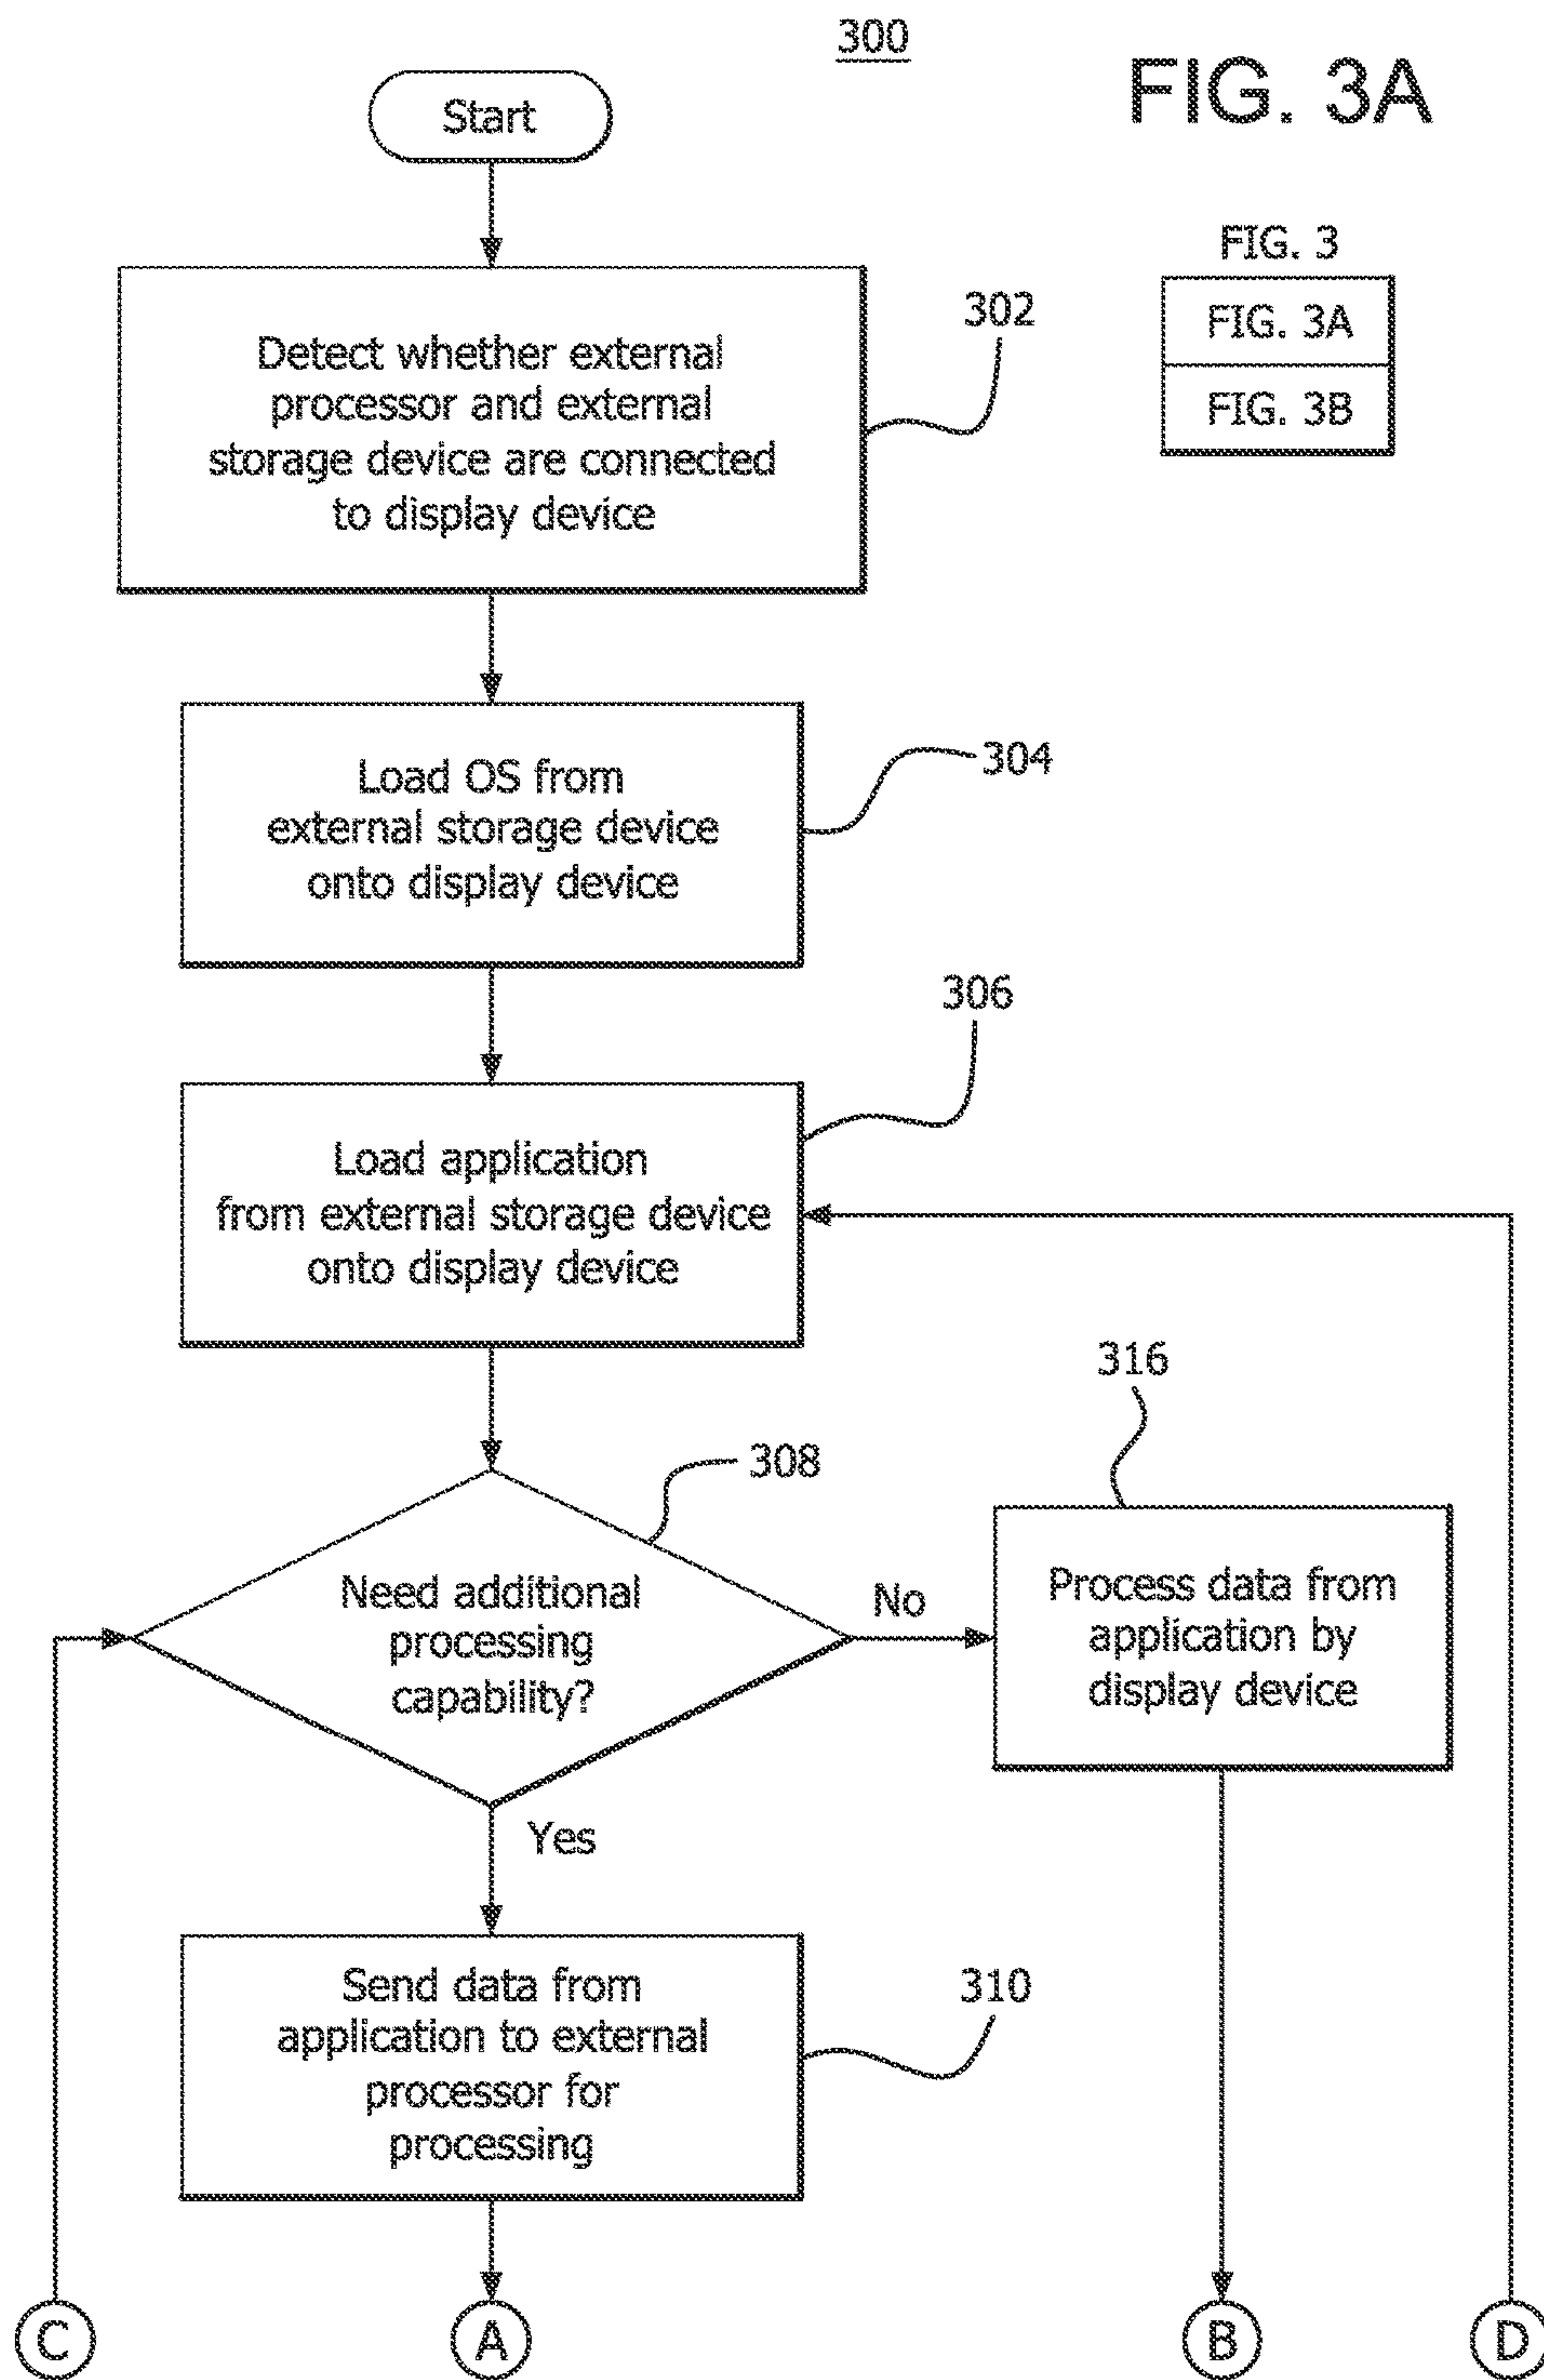 300
FIG. 3A
Start
FIG. 3
FIG. 3A
FIG. 3B
302
Detect whether external
processor and external
storage device are connected
to display device
304
Load OS from
external storage device
onto display device
306
Load application
from external storage device
onto display device
308
Need additional
processing
capability?
No
Yes
316
Process data from
application by
display device
310
Send data from
application to external
processor for
processing
C
A
B
D